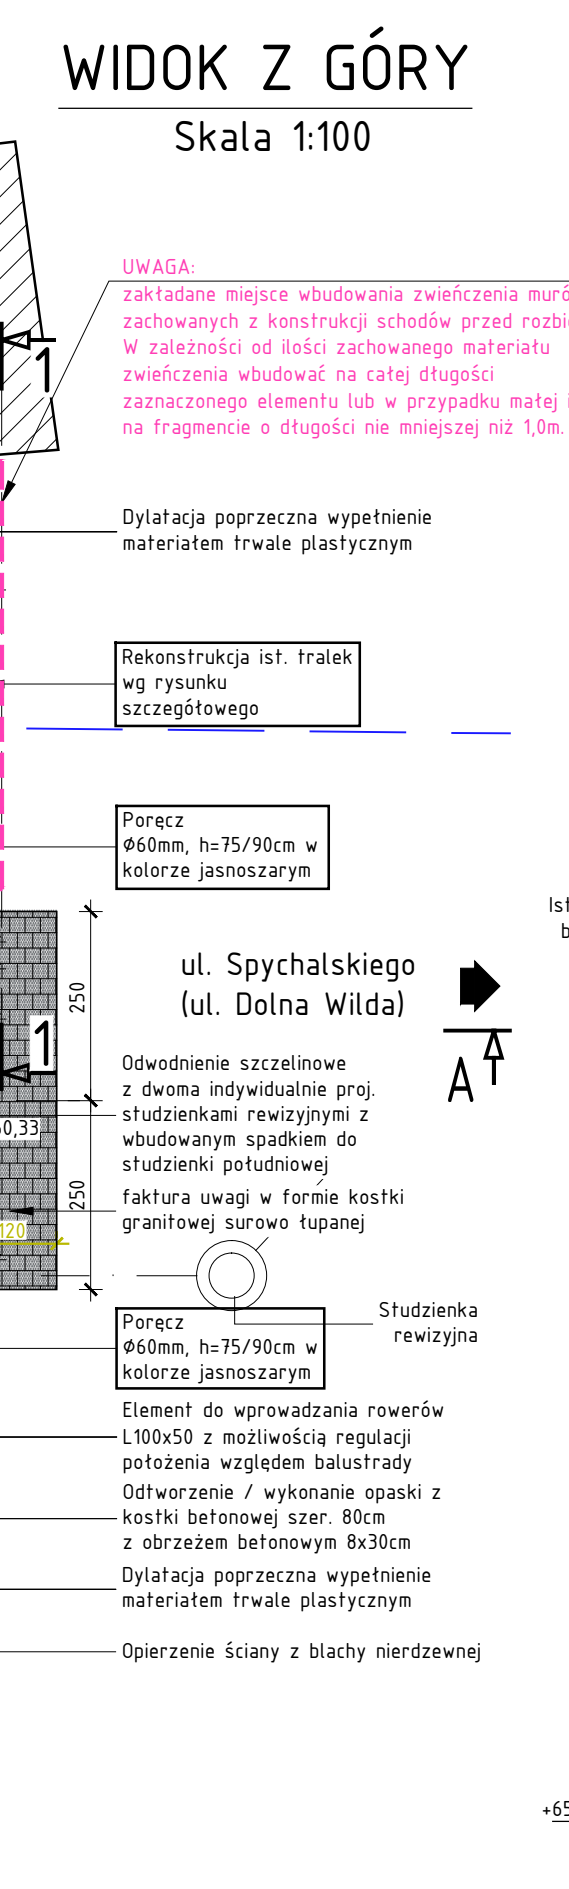 WIDOK Z GÓRY
Skala 1:100
UWAGA:
zakładane miejsce wbudowania zwieńczenia
zachowanych z konstrukcji schodów przed
W zależności od ilości zachowanego materiału
zwieńczenia wbudować na całej długości
zaznaczonego elementu lub w przypadku małej
na fragmencie o długości nie mniejszej niż 1,0m.
1
Dylatacja poprzeczna wypełnienie
materiałem trwale plastycznym
Rekonstrukcja ist. tralek
wg rysunku
szczegółowego
Poręcz
Ø60mm, h=75/90cm w
kolorze jasnoszarym
250
ul. Spychalskiego
(ul. Dolna Wilda)
1
A
Odwodnienie szczelinowe
z dwoma indywidualnie proj.
studzienkami rewizyjnymi z
wbudowanym spadkiem do
studzienki południowej
0,33
250
faktura uwagi w formie kostki
granitowej surowo łupanej
120
Studzienka
rewizyjna
Poręcz
Ø60mm, h=75/90cm w
kolorze jasnoszarym
Element do wprowadzania rowerów
L100x50 z możliwością regulacji
położenia względem balustrady
Odtworzenie / wykonanie opaski z
kostki betonowej szer. 80cm
z obrzeżem betonowym 8x30cm
Dylatacja poprzeczna wypełnienie
materiałem trwale plastycznym
Opierzenie ściany z blachy nierdzewnej